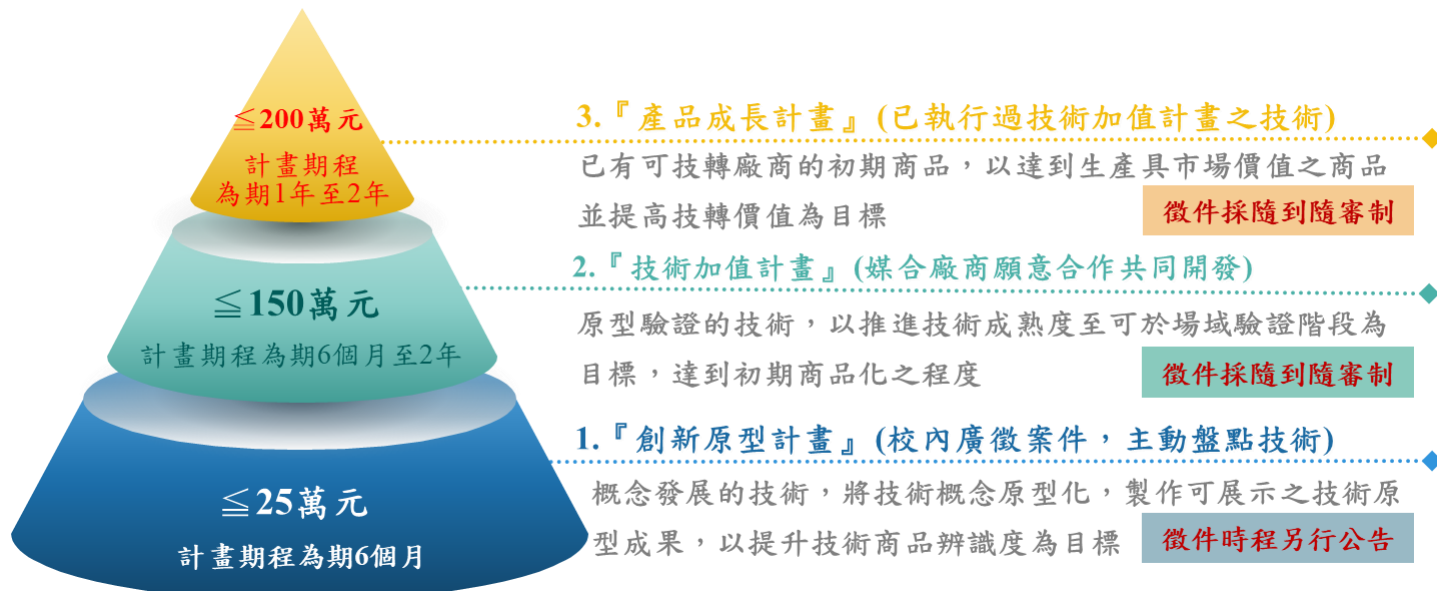 ≦200萬元
計畫期程
為期1年至2年
3.『產品成長計畫』(已執行過技術加值計畫之技術)
已有可技轉廠商的初期商品，以達到生產具市場價值之商品
並提高技轉價值為目標
徵件採隨到隨審制
≦150萬元
計畫期程為期6個月至2年
2.『技術加值計畫』(媒合廠商願意合作共同開發)
原型驗證的技術，以推進技術成熟度至可於場域驗證階段為
目標，達到初期商品化之程度
徵件採隨到隨審制
≦25萬元
計畫期程為期6個月
1.『創新原型計畫』(校內廣徵案件，主動盤點技術)
概念發展的技術，將技術概念原型化，製作可展示之技術原
型成果，以提升技術商品辨識度為目標
徵件時程另行公告